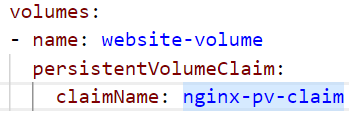 volumes:
- name: website-volume
  persistentVolumeClaim:
    claimName: nginx-pv-claim